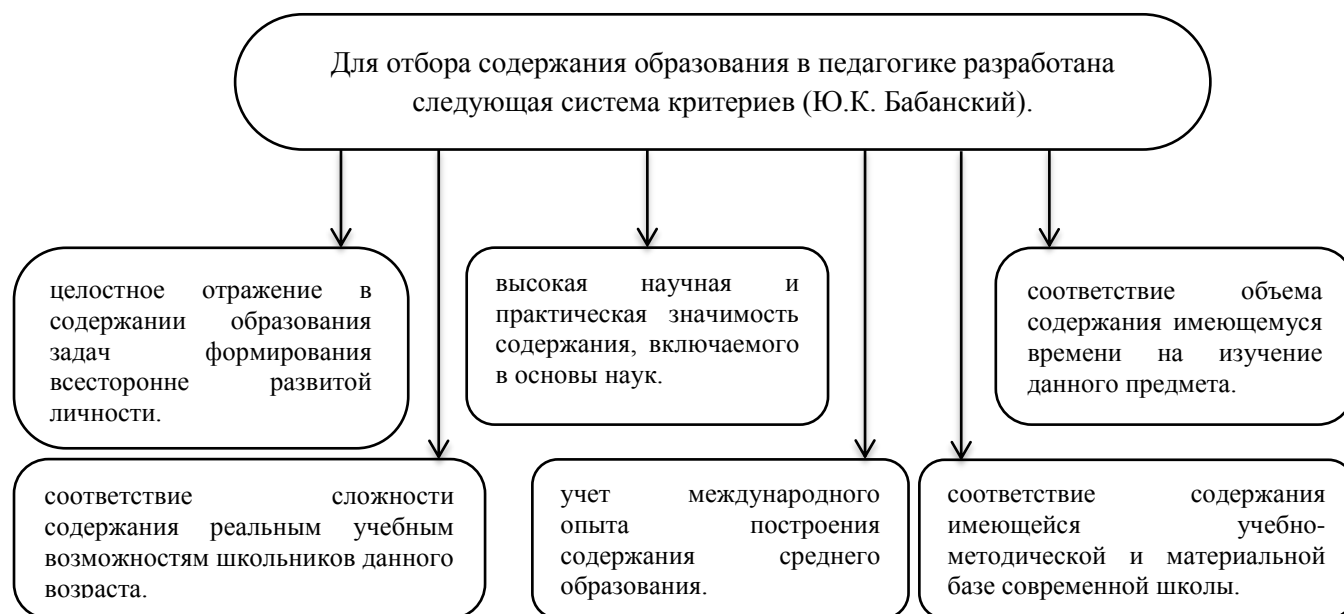 Для отбора содержания образования в педагогике разработана
следующая система критериев (Ю.К. Бабанский).
целостное отражение в
содержании образования
задач формирования
всесторонне развитой
личности.
высокая научная и
практическая значимость
содержания, включаемого
в основы наук.
соответствие объема
содержания имеющемуся
времени на изучение
данного предмета.
соответствие сложности
содержания реальным учебным
возможностям школьников данного
возраста.
учет международного
опыта построения
содержания среднего
образования.
соответствие содержания
имеющейся учебно-
методической и материальной
базе современной школы.